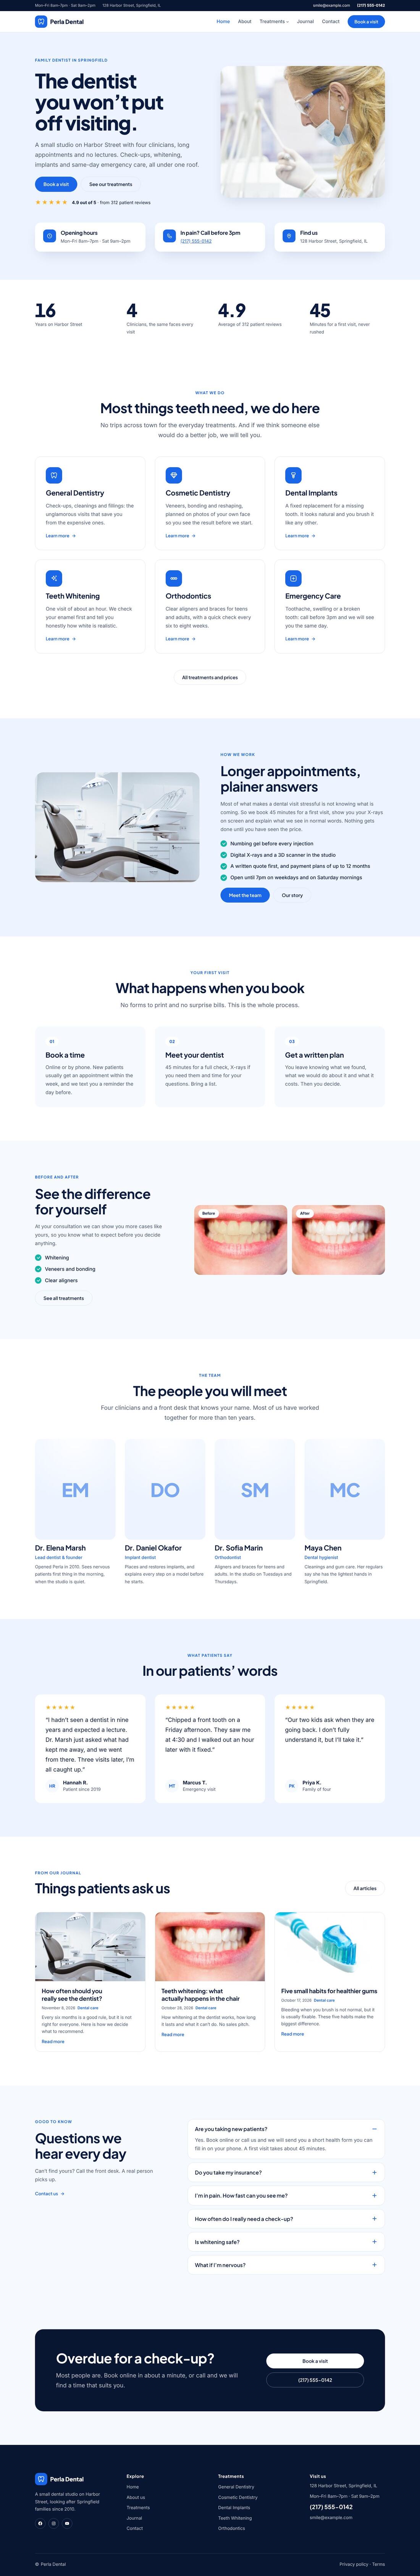 Mon–Fri 8am–7pm · Sat 9am–2pm 128 Harbor Street, Springfield, IL smile@example.com (217) 555-0142
Perla Dental Home About Treatments Journal Contact Book a visit
FAMILY DENTIST IN SPRINGFIELD
The dentist
you won't put
off visiting.
A small studio on Harbor Street with four clinicians, long
appointments and no lectures. Check-ups, whitening,
implants and same-day emergency care, all under one roof.
Book a visit See our treatments
4.9 out of 5 · from 312 patient reviews
Opening hours
Mon–Fri 8am–7pm · Sat 9am–2pm
In pain? Call before 3pm
(217) 555-0142
Find us
128 Harbor Street, Springfield, IL
16
Years on Harbor Street
4
Clinicians, the same faces every
visit
4.9
Average of 312 patient reviews
45
Minutes for a first visit, never
rushed
WHAT WE DO
Most things teeth need, we do here
No trips across town for the everyday treatments. And if we think someone else
would do a better job, we will tell you.
General Dentistry
Check-ups, cleanings and fillings: the
unglamorous visits that save you
from the expensive ones.
Learn more →
Cosmetic Dentistry
Veneers, bonding and reshaping,
planned on photos of your own face
so you see the result before we start.
Learn more →
Dental Implants
A fixed replacement for a missing
tooth. It looks natural and you brush it
like any other.
Learn more →
Teeth Whitening
One visit of about an hour. We check
your enamel first and tell you
honestly how white is realistic.
Learn more →
Orthodontics
Clear aligners and braces for teens
and adults, with a quick check every
six to eight weeks.
Learn more →
Emergency Care
Toothache, swelling or a broken
tooth: call before 3pm and we will see
you the same day.
Learn more →
All treatments and prices
HOW WE WORK
Longer appointments,
plainer answers
Most of what makes a dentist visit stressful is not knowing what is
coming. So we book 45 minutes for a first visit, show you your X-rays
on screen and explain what we see in normal words. Nothing gets
done until you have seen the price.
Numbing gel before every injection
Digital X-rays and a 3D scanner in the studio
A written quote first, and payment plans of up to 12 months
Open until 7pm on weekdays and on Saturday mornings
Meet the team Our story
YOUR FIRST VISIT
What happens when you book
No forms to print and no surprise bills. This is the whole process.
01
Book a time
Online or by phone. New patients
usually get an appointment within the
week, and we text you a reminder the
day before.
02
Meet your dentist
45 minutes for a full check, X-rays if
you need them and time for your
questions. Bring a list.
03
Get a written plan
You leave knowing what we found,
what we would do about it and what it
costs. Then you decide.
BEFORE AND AFTER
See the difference
for yourself
At your consultation we can show you more cases like
yours, so you know what to expect before you decide
anything.
Whitening
Veneers and bonding
Clear aligners
See all treatments
Before
After
THE TEAM
The people you will meet
Four clinicians and a front desk that knows your name. Most of us have worked
together for more than ten years.
EM
Dr. Elena Marsh
Lead dentist & founder
Opened Perla in 2010. Sees nervous
patients first thing in the morning,
when the studio is quiet.
DO
Dr. Daniel Okafor
Implant dentist
Places and restores implants, and
explains every step on a model before
he starts.
SM
Dr. Sofia Marin
Orthodontist
Aligners and braces for teens and
adults. In the studio on Tuesdays and
Thursdays.
MC
Maya Chen
Dental hygienist
Cleanings and gum care. Her regulars
say she has the lightest hands in
Springfield.
WHAT PATIENTS SAY
In our patients' words
"I hadn't seen a dentist in nine
years and expected a lecture.
Dr. Marsh just asked what had
kept me away, and we went
from there. Three visits later, I'm
all caught up."
HR
Hannah R.
Patient since 2019
"Chipped a front tooth on a
Friday afternoon. They saw me
at 4:30 and I walked out an hour
later with it fixed."
MT
Marcus T.
Emergency visit
"Our two kids ask when they are
going back. I don't fully
understand it, but I'll take it."
PK
Priya K.
Family of four
FROM OUR JOURNAL
Things patients ask us
All articles
How often should you
really see the dentist?
November 8, 2026 Dental care
Every six months is a good rule, but it is not
right for everyone. Here is how we decide
what to recommend.
Read more
Teeth whitening: what
actually happens in the chair
October 28, 2026 Dental care
How whitening at the dentist works, how long
it lasts and what it can't do. No sales pitch.
Read more
Five small habits for healthier gums
October 17, 2026 Dental care
Bleeding when you brush is not normal, but it
is usually fixable. These five habits make the
biggest difference.
Read more
GOOD TO KNOW
Questions we
hear every day
Can't find yours? Call the front desk. A real person
picks up.
Contact us →
Are you taking new patients?
Yes. Book online or call us and we will send you a short health form you can
fill in on your phone. A first visit takes about 45 minutes.
Do you take my insurance?
I'm in pain. How fast can you see me?
How often do I really need a check-up?
Is whitening safe?
What if I'm nervous?
Overdue for a check-up?
Most people are. Book online in about a minute, or call and we will
find a time that suits you.
Book a visit
(217) 555-0142
Perla Dental
A small dental studio on Harbor
Street, looking after Springfield
families since 2010.
Explore
Home
About us
Treatments
Journal
Contact
Treatments
General Dentistry
Cosmetic Dentistry
Dental Implants
Teeth Whitening
Orthodontics
Visit us
128 Harbor Street, Springfield, IL
Mon–Fri 8am–7pm · Sat 9am–2pm
(217) 555-0142
smile@example.com
© Perla Dental Privacy policy · Terms